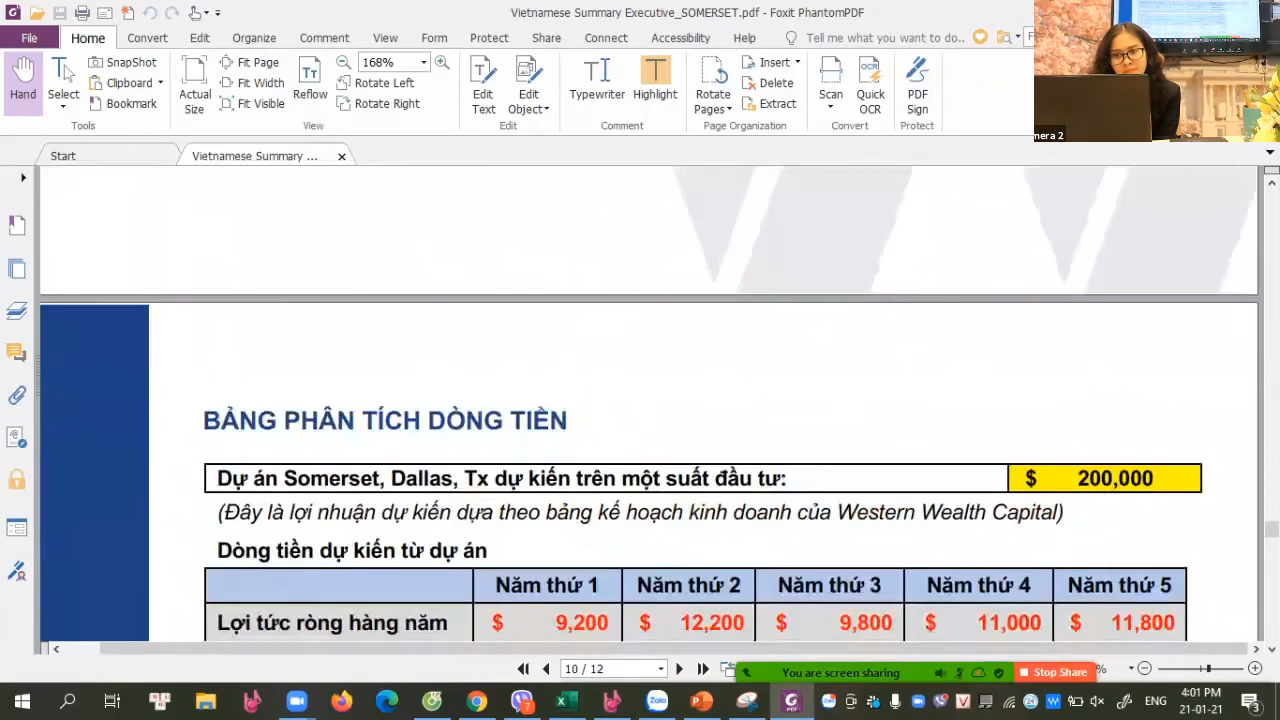 Vietnamese Summary Executive_SOMERSET.pdf - Foxit PhantomPDF
File Home Convert Edit Organize Comment View Form Protect Share Connect Accessibility Help Tell me what you want to do..
Hand
Select
SnapShot
Clipboard
Bookmark
Tools
Actual Size
Fit Page
Fit Width
Fit Visible
Reflow
168%
Rotate Left
Rotate Right
View
Edit Text
Edit Object
Edit
Typewriter
Highlight
Comment
Rotate Pages
Insert
Delete
Extract
Page Organization
Scan
Quick OCR
Convert
PDF Sign
Protect
mera 2
Start
Vietnamese Summary ...
BẢNG PHÂN TÍCH DÒNG TIỀN
Dự án Somerset, Dallas, Tx dự kiến trên một suất đầu tư: $ 200,000
(Đây là lợi nhuận dự kiến dựa theo bảng kế hoạch kinh doanh của Western Wealth Capital)
Dòng tiền dự kiến từ dự án
Năm thứ 1 Năm thứ 2 Năm thứ 3 Năm thứ 4 Năm thứ 5
Lợi tức ròng hàng năm $ 9,200 $ 12,200 $ 9,800 $ 11,000 $ 11,800
10 / 12
You are screen sharing
Stop Share
%
ENG
4:01 PM
21-01-21